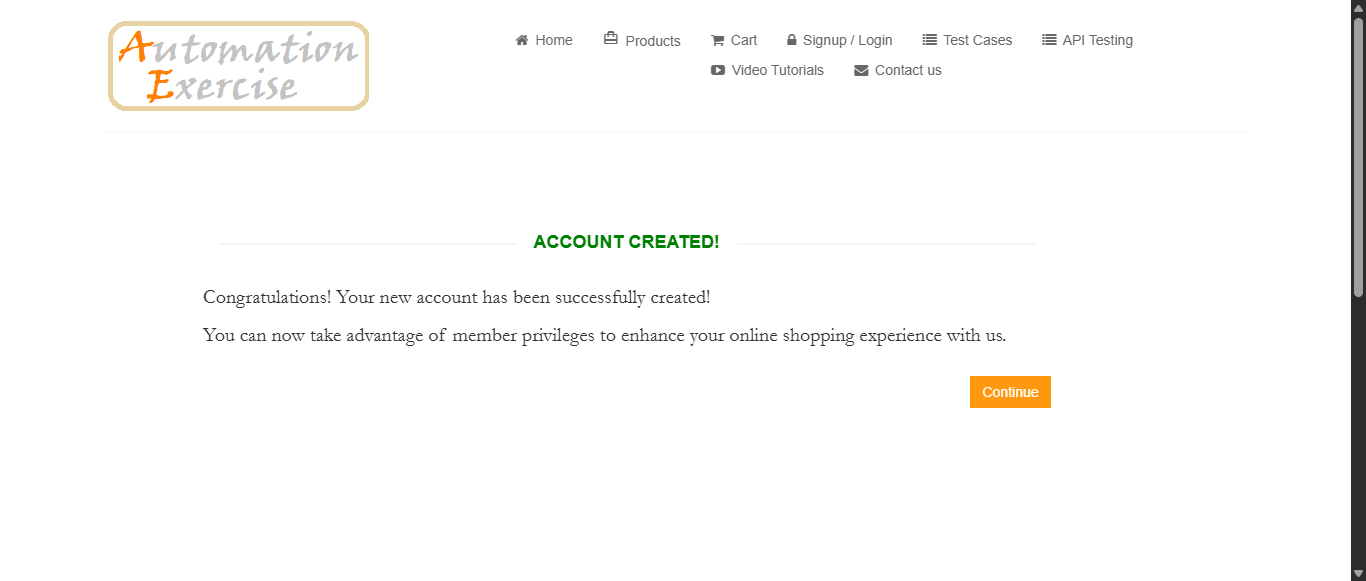 Automation
Exercise
Home Products Cart Signup / Login Test Cases API Testing
Video Tutorials Contact us
ACCOUNT CREATED!
Congratulations! Your new account has been successfully created!
You can now take advantage of member privileges to enhance your online shopping experience with us.
Continue